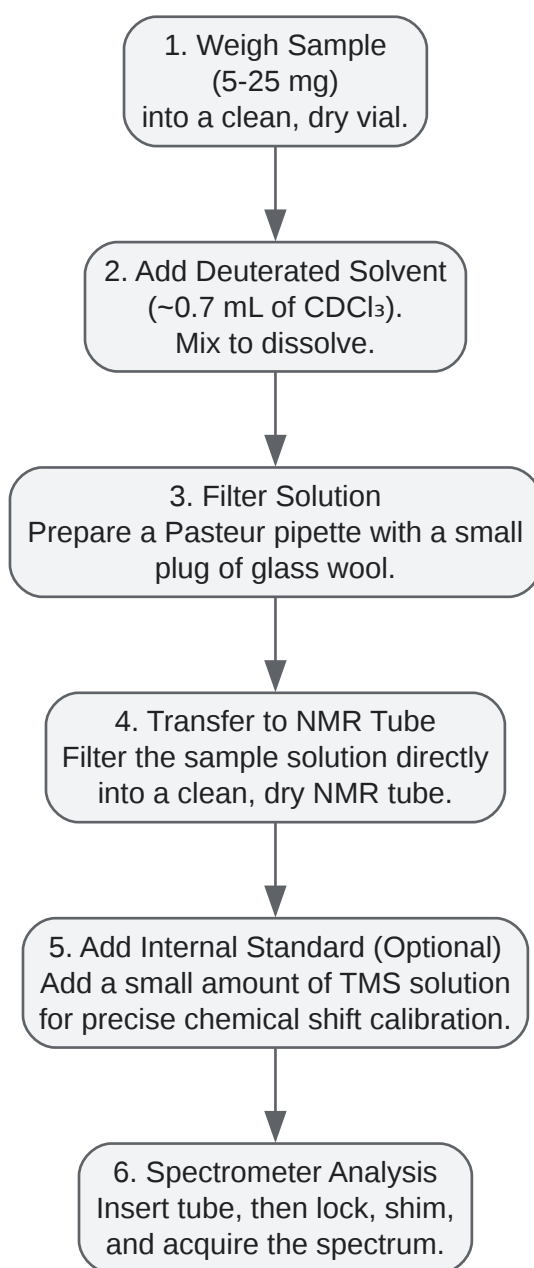 1. Weigh Sample
(5-25 mg)
into a clean, dry vial.
2. Add Deuterated Solvent
(~0.7 mL of CDCl₃).
Mix to dissolve.
3. Filter Solution
Prepare a Pasteur pipette with a small
plug of glass wool.
4. Transfer to NMR Tube
Filter the sample solution directly
into a clean, dry NMR tube.
5. Add Internal Standard (Optional)
Add a small amount of TMS solution
for precise chemical shift calibration.
6. Spectrometer Analysis
Insert tube, then lock, shim,
and acquire the spectrum.